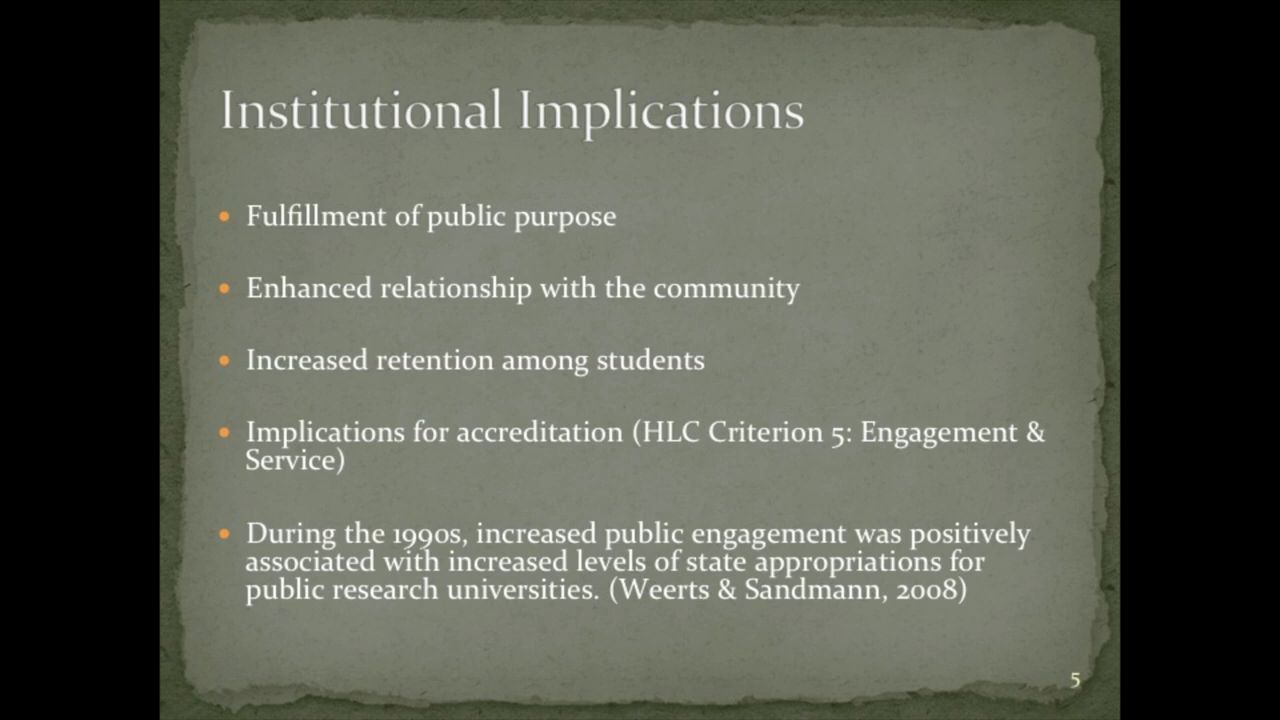 Institutional Implications
• Fulfillment of public purpose
• Enhanced relationship with the community
• Increased retention among students
• Implications for accreditation (HLC Criterion 5: Engagement &
Service)
• During the 1990s, increased public engagement was positively
associated with increased levels of state appropriations for
public research universities. (Weerts & Sandmann, 2008)
5